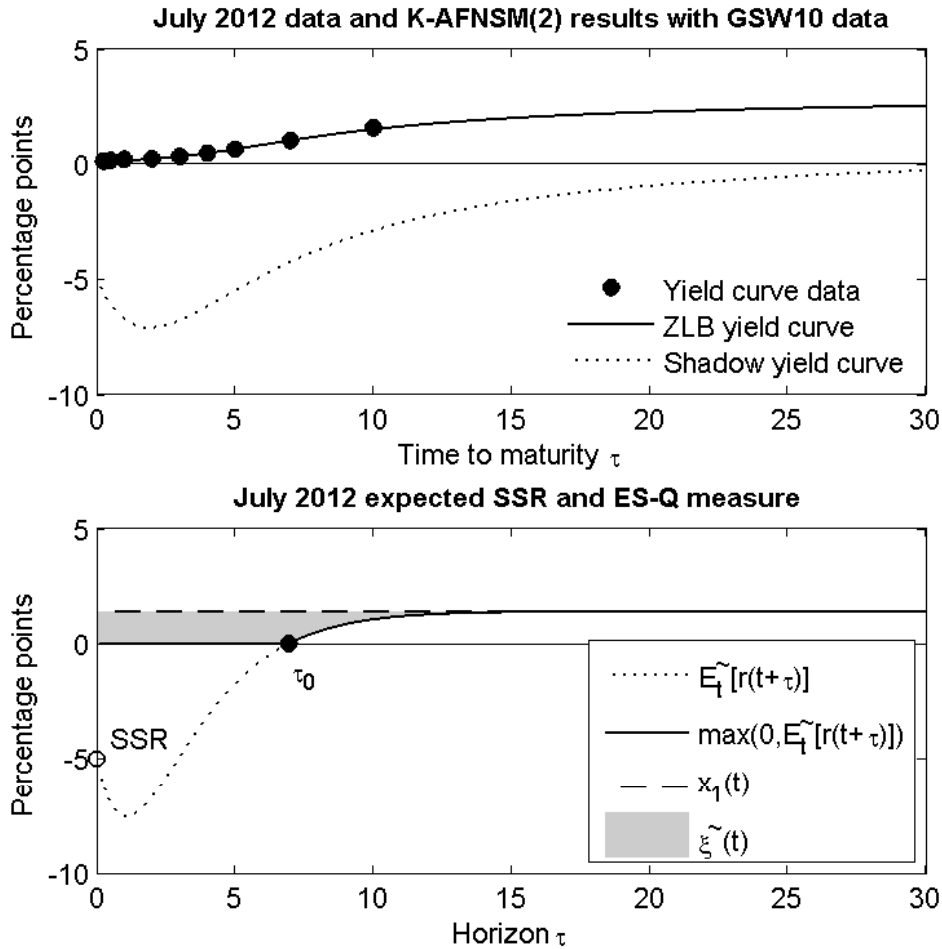 July 2012 data and K-AFNSM(2) results with GSW10 data
5
0
-5
-10
Percentage points
Yield curve data
ZLB yield curve
Shadow yield curve
0 5 10 15 20 25 30
Time to maturity τ
July 2012 expected SSR and ES-Q measure
5
0
-5
-10
Percentage points
τ0
SSR
E~t[r(t+τ)]
max(0,E~t[r(t+τ)])
x1(t)
ξ~(t)
0 5 10 15 20 25 30
Horizon τ